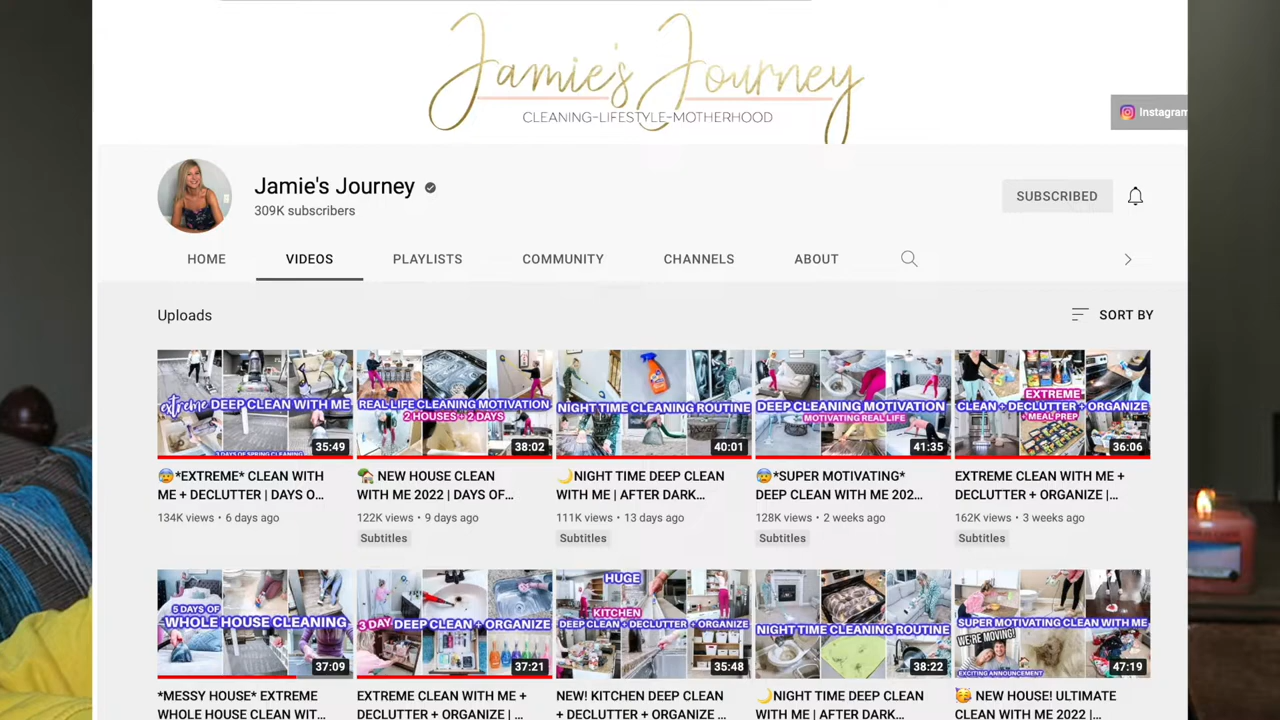 Jamie's Journey
CLEANING-LIFESTYLE-MOTHERHOOD
Instagram
Jamie's Journey
309K subscribers
SUBSCRIBED
HOME
VIDEOS
PLAYLISTS
COMMUNITY
CHANNELS
ABOUT
Uploads
SORT BY
extreme DEEP CLEAN WITH ME
3 DAYS OF SPRING CLEANING
35:49
REAL LIFE CLEANING MOTIVATION
2 HOUSES + 2 DAYS
38:02
NIGHT TIME CLEANING ROUTINE
40:01
DEEP CLEANING MOTIVATION
MOTIVATING REAL LIFE
41:35
EXTREME
CLEAN + DECLUTTER + ORGANIZE
+ MEAL PREP
36:06
😰*EXTREME* CLEAN WITH
ME + DECLUTTER | DAYS O...
134K views • 6 days ago
🏡 NEW HOUSE CLEAN
WITH ME 2022 | DAYS OF...
122K views • 9 days ago
Subtitles
🌙NIGHT TIME DEEP CLEAN
WITH ME | AFTER DARK...
111K views • 13 days ago
Subtitles
😰*SUPER MOTIVATING*
DEEP CLEAN WITH ME 202...
128K views • 2 weeks ago
Subtitles
EXTREME CLEAN WITH ME +
DECLUTTER + ORGANIZE |...
162K views • 3 weeks ago
Subtitles
5 DAYS OF
WHOLE HOUSE CLEANING
37:09
3 DAY DEEP CLEAN + ORGANIZE
37:21
HUGE
KITCHEN
DEEP CLEAN + DECLUTTER + ORGANIZE
35:48
NIGHT TIME CLEANING ROUTINE
38:22
SUPER MOTIVATING CLEAN WITH ME
WE'RE MOVING!
EXCITING ANNOUNCEMENT
47:19
*MESSY HOUSE* EXTREME
WHOLE HOUSE CLEAN WIT...
EXTREME CLEAN WITH ME +
DECLUTTER + ORGANIZE | ...
NEW! KITCHEN DEEP CLEAN
+ DECLUTTER + ORGANIZE ...
🌙NIGHT TIME DEEP CLEAN
WITH ME | AFTER DARK...
🥳 NEW HOUSE! ULTIMATE
CLEAN WITH ME 2022 |...